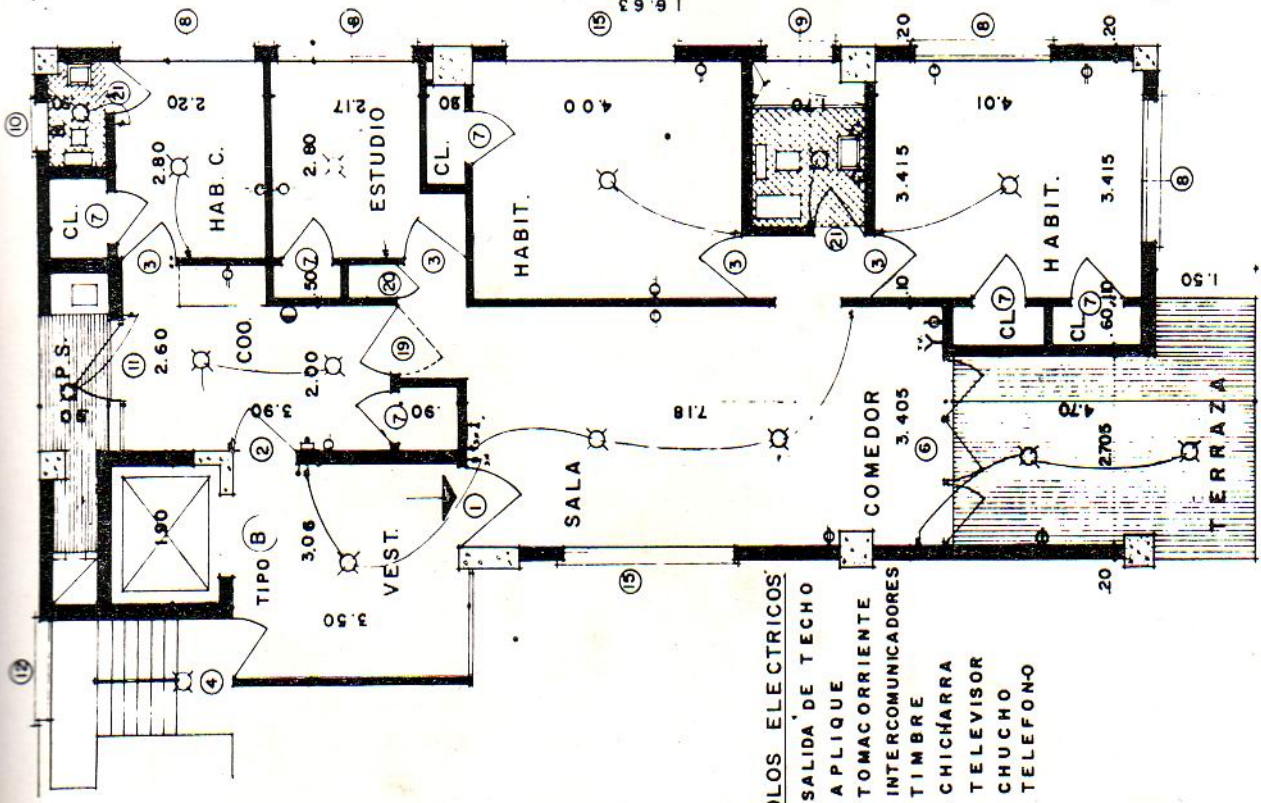 16.63
8
8
15
9
8
10
.90
B.
21
2.20
2.80
HAB. C.
CL.
7
3
2.17
2.80
ESTUDIO
7
.50
20
3
CL.
.80
7
4.00
HABIT.
3
1.70
21
3
.20
.20
4.01
3.415
3.415
HABIT.
8
.10
CL.
7
CL.
7
.60
.10
1.50
P.S.
11
2.60
COO.
2.00
3.90
19
7
.90
2
12
1.90
TIPO B
3.06
VEST.
3.50
4
1
SALA
7.18
15
COMEDOR
3.405
6
4.70
2.705
TERRAZA
.20
OLOS ELECTRICOS
SALIDA DE TECHO
APLIQUE
TOMACORRIENTE
INTERCOMUNICADORES
TIMBRE
CHICHARRA
TELEVISOR
CHUCHO
TELEFONO